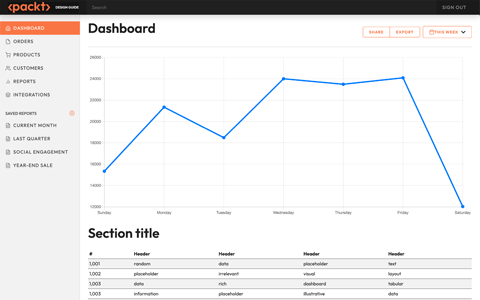 <packt> DESIGN GUIDE Search SIGN OUT
DASHBOARD
ORDERS
PRODUCTS
CUSTOMERS
REPORTS
INTEGRATIONS
SAVED REPORTS
CURRENT MONTH
LAST QUARTER
SOCIAL ENGAGEMENT
YEAR-END SALE
Dashboard
SHARE EXPORT THIS WEEK
26000
24000
22000
20000
18000
16000
14000
12000
Sunday Monday Tuesday Wednesday Thursday Friday Saturday
Section title
# Header Header Header Header
1,001 random data placeholder text
1,002 placeholder irrelevant visual layout
1,003 data rich dashboard tabular
1,003 information placeholder illustrative data